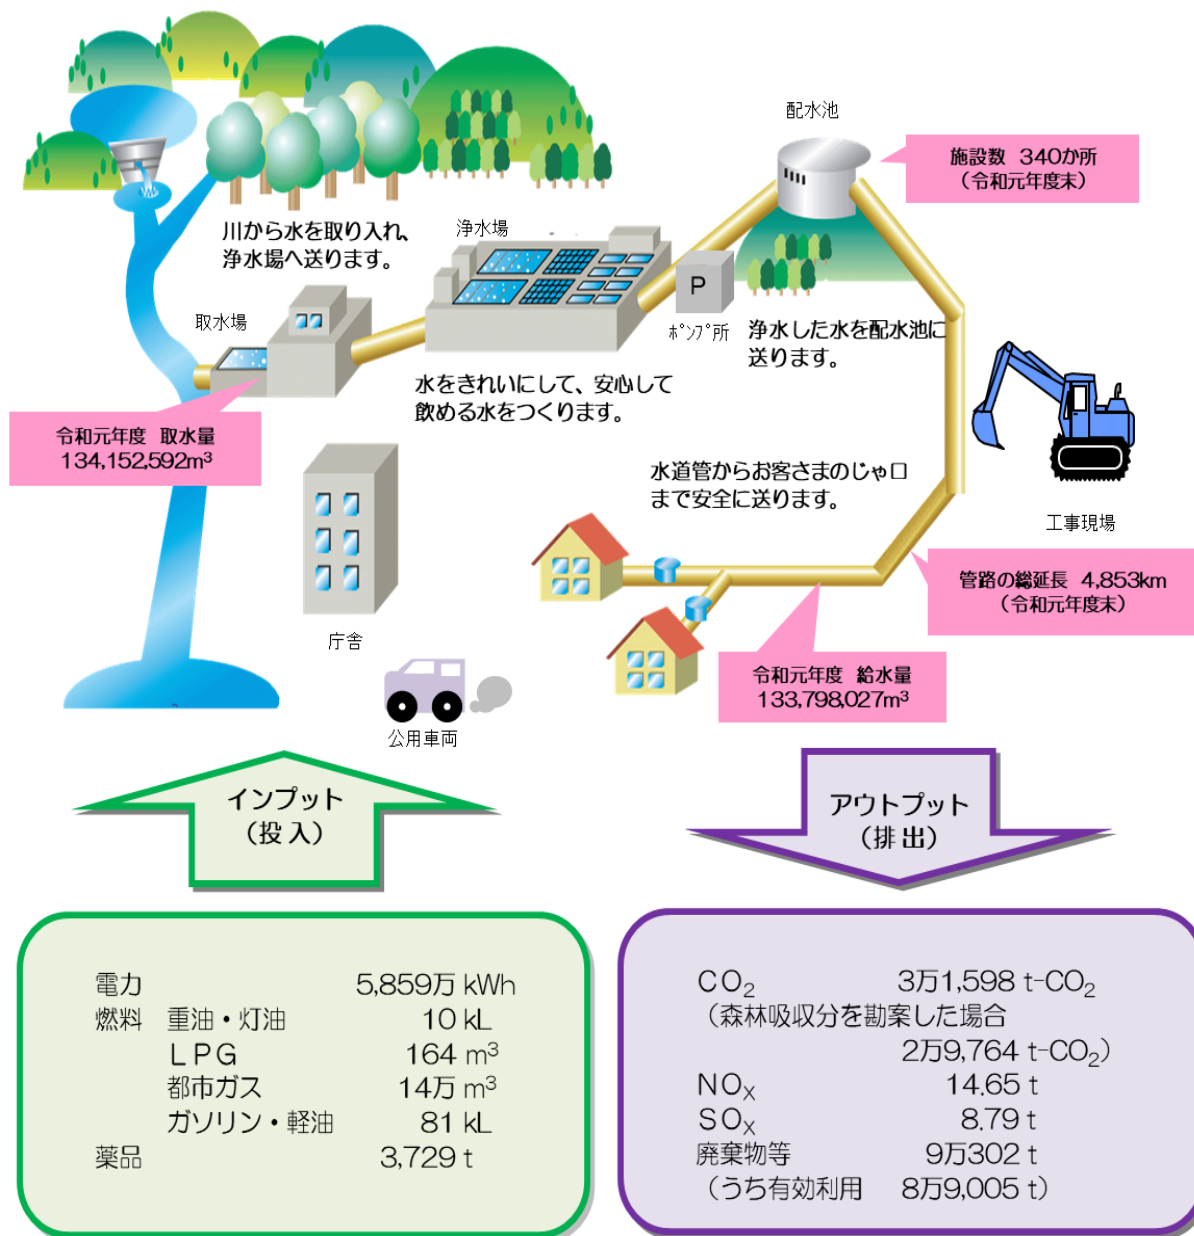 配水池
施設数 340か所
(令和元年度末)
川から水を取り入れ、
浄水場へ送ります。
浄水場
取水場
P
ポンプ所
浄水した水を配水池に
送ります。
水をきれいにして、安心して
飲める水をつくります。
令和元年度 取水量
134,152,592m³
水道管からお客さまのじゃ口
まで安全に送ります。
工事現場
管路の総延長 4,853km
(令和元年度末)
庁舎
令和元年度 給水量
133,798,027m³
公用車両
インプット
(投入)
アウトプット
(排出)
電力 5,859万 kWh
燃料 重油・灯油 10 kL
LPG 164 m³
都市ガス 14万 m³
ガソリン・軽油 81 kL
薬品 3,729 t
CO₂ 3万1,598 t-CO₂
(森林吸収分を勘案した場合
2万9,764 t-CO₂)
NOX 14.65 t
SOX 8.79 t
廃棄物等 9万302 t
(うち有効利用 8万9,005 t)